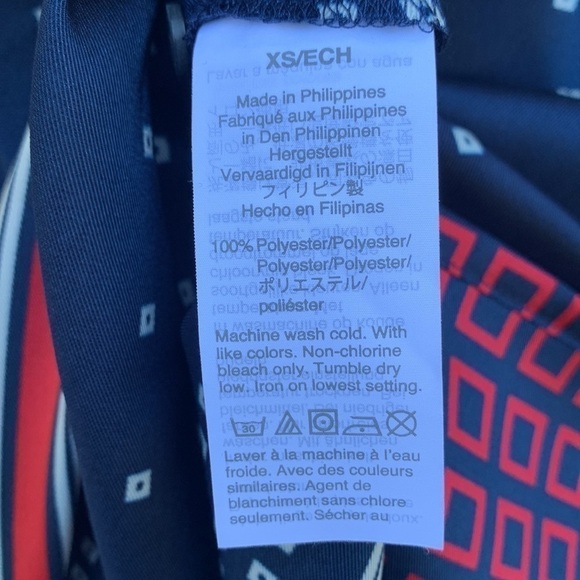 XS/ECH
Made in Philippines
Fabriqué aux Philippines
in Den Philippinen
Hergestellt
Vervaardigd in Filipijnen
フィリピン製
Hecho en Filipinas
100% Polyester/Polyester/
Polyester/Polyester/
ポリエステル/
poliéster
Machine wash cold. With
like colors. Non-chlorine
bleach only. Tumble dry
low. Iron on lowest setting.
30
Laver à la machine à l'eau
froide. Avec des couleurs
similaires. Agent de
blanchiment sans chlore
seulement. Sécher au